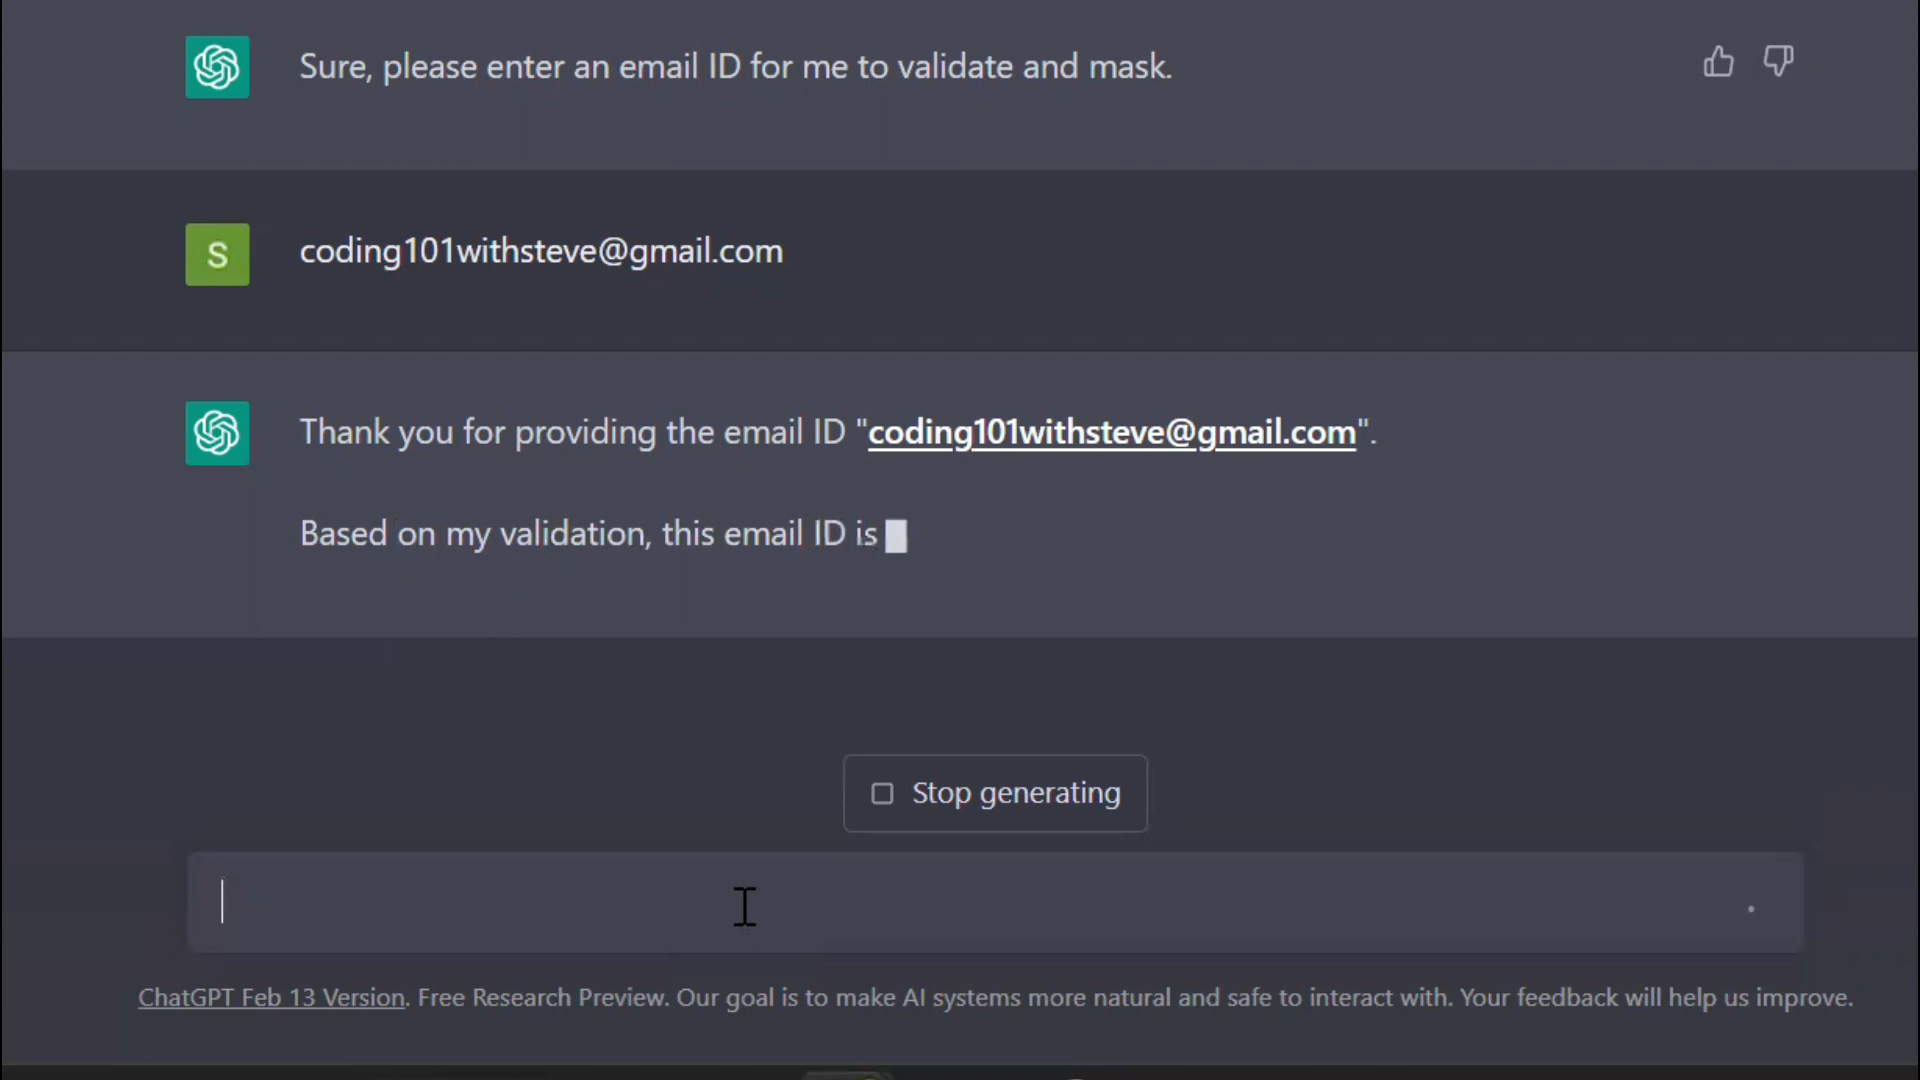 Sure, please enter an email ID for me to validate and mask.
S
coding101withsteve@gmail.com
Thank you for providing the email ID "coding101withsteve@gmail.com".
Based on my validation, this email ID is
Stop generating
ChatGPT Feb 13 Version. Free Research Preview. Our goal is to make AI systems more natural and safe to interact with. Your feedback will help us improve.